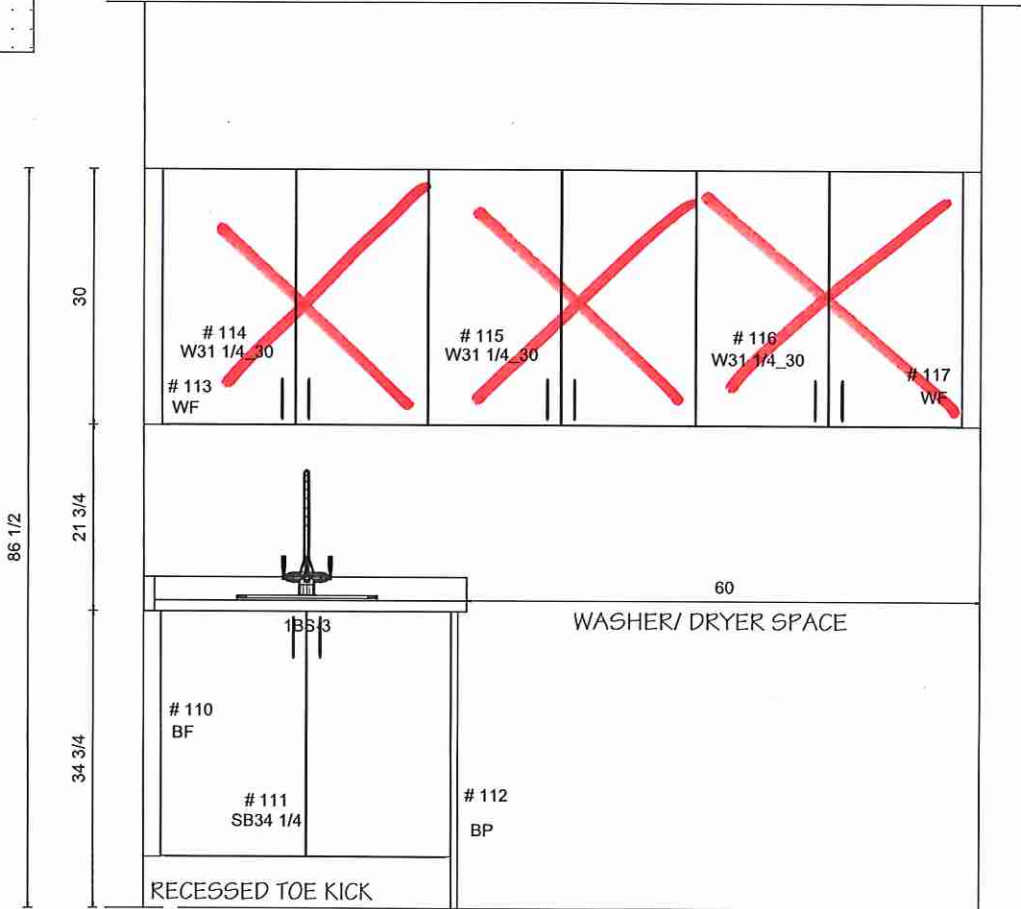 30
# 114
W31 1/4_30
# 113
WF
# 115
W31 1/4_30
# 116
W31 1/4_30
# 117
WF
86 1/2
21 3/4
60
WASHER/ DRYER SPACE
1BS-3
34 3/4
# 110
BF
# 111
SB34 1/4
# 112
BP
RECESSED TOE KICK